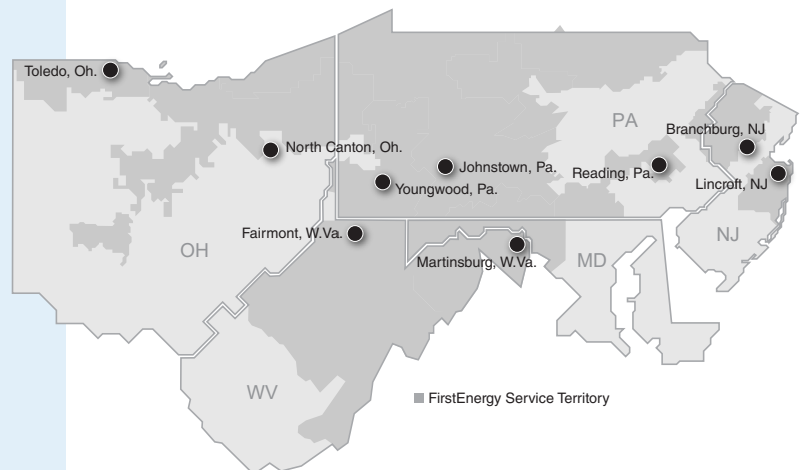 Toledo, Oh.
PA
Branchburg, NJ
North Canton, Oh.
Johnstown, Pa.
Reading, Pa.
Youngwood, Pa.
Lincroft, NJ
Fairmont, W.Va.
NJ
OH
Martinsburg, W.Va.
MD
WV
FirstEnergy Service Territory